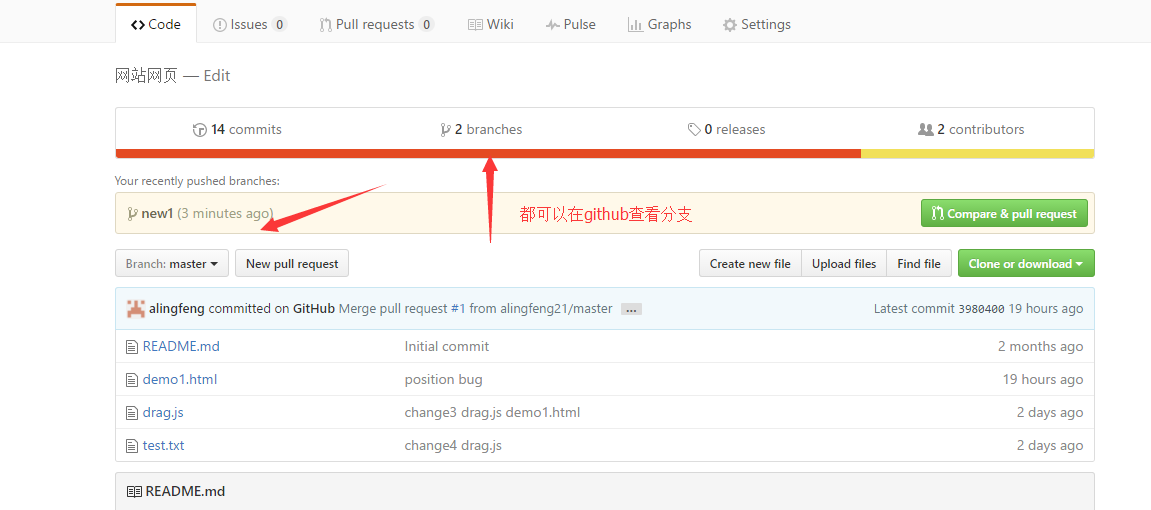 Code Issues 0 Pull requests 0 Wiki Pulse Graphs Settings
网站网页 — Edit
14 commits 2 branches 0 releases 2 contributors
Your recently pushed branches:
new1 (3 minutes ago) 都可以在github查看分支 Compare & pull request
Branch: master New pull request Create new file Upload files Find file Clone or download
alingfeng committed on GitHub Merge pull request #1 from alingfeng21/master … Latest commit 3980400 19 hours ago
README.md Initial commit 2 months ago
demo1.html position bug 19 hours ago
drag.js change3 drag.js demo1.html 2 days ago
test.txt change4 drag.js 2 days ago
README.md